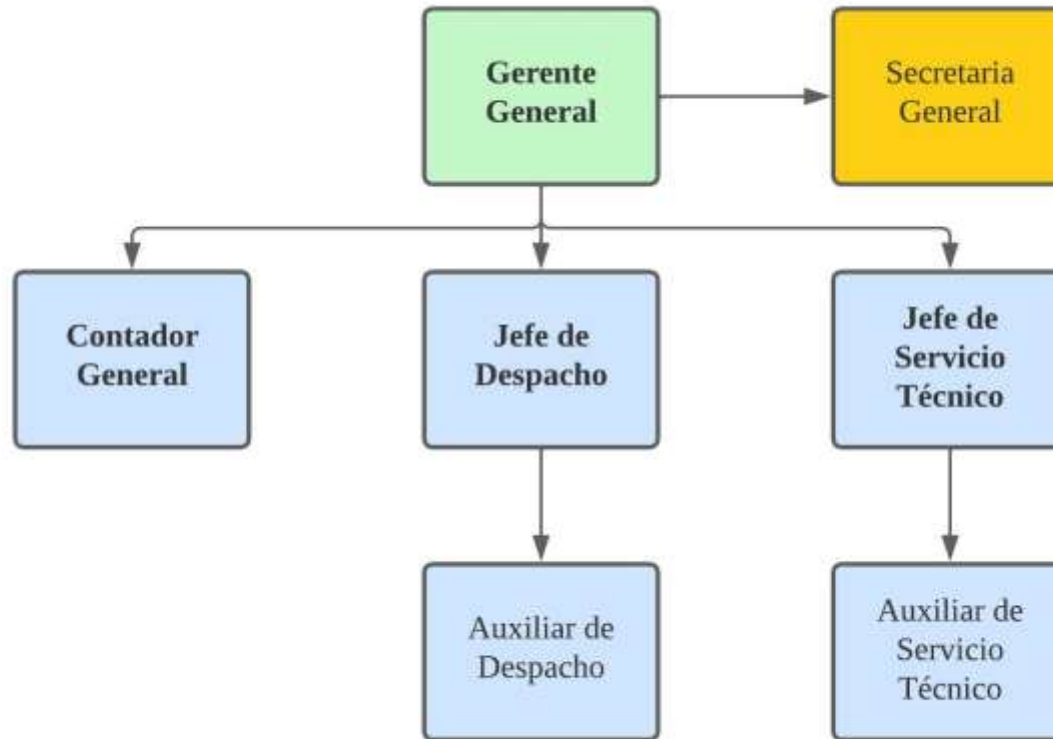 Gerente
General
Secretaria
General
Contador
General
Jefe de
Despacho
Jefe de
Servicio
Técnico
Auxiliar de
Despacho
Auxiliar de
Servicio
Técnico